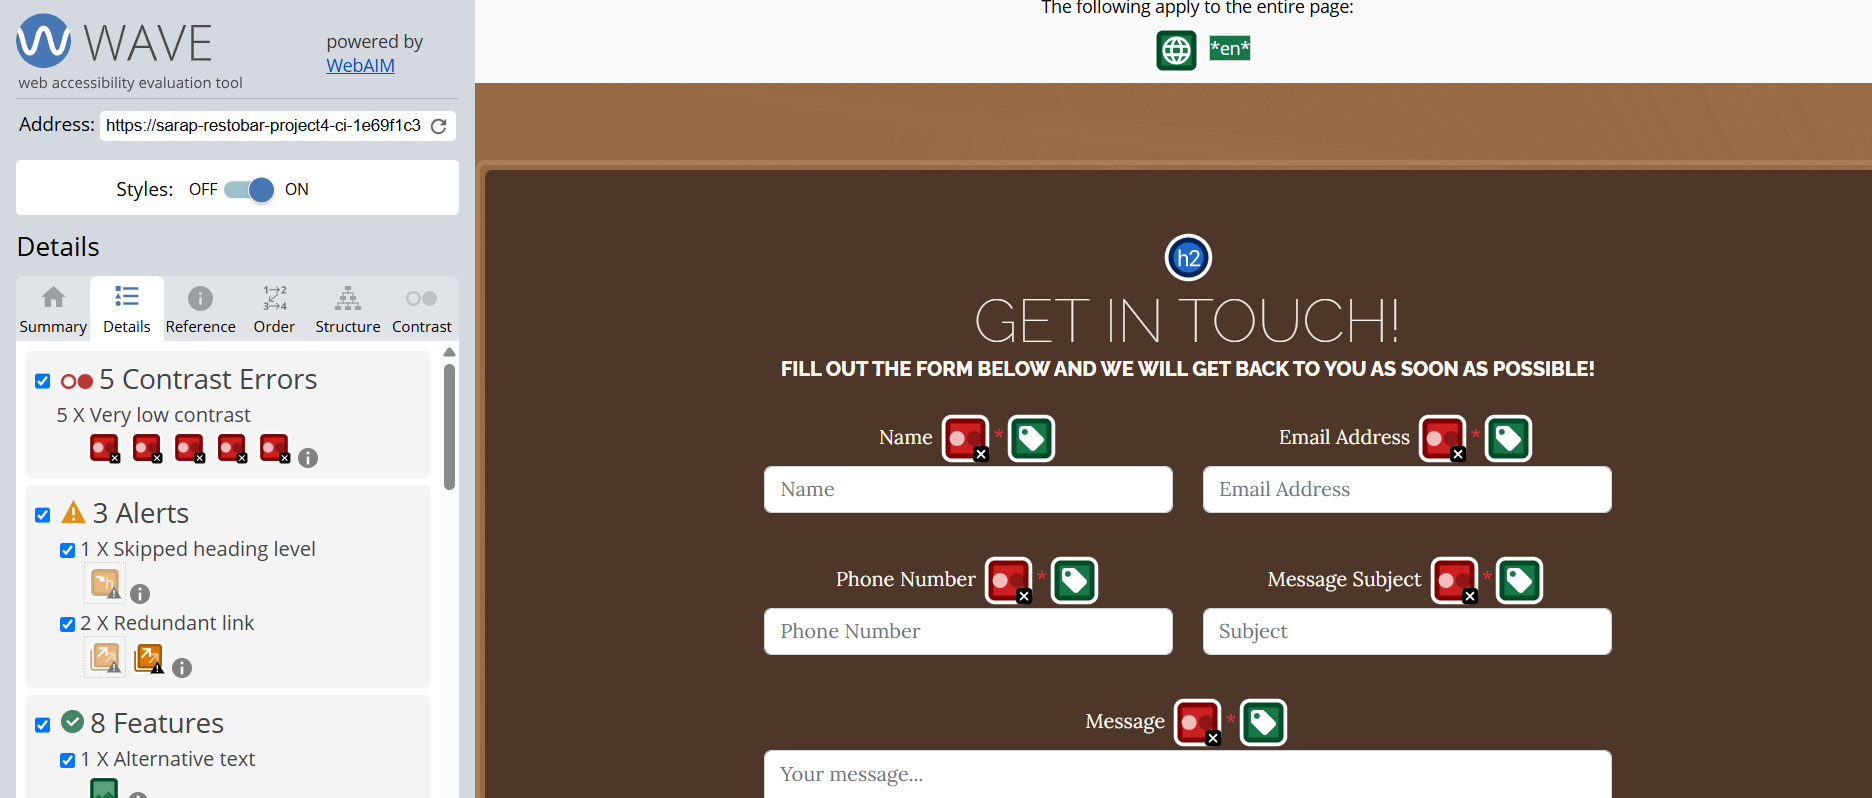 WAVE
web accessibility evaluation tool
powered by
WebAIM
Address: https://sarap-restobar-project4-ci-1e69f1c3
Styles: OFF ON
Details
Summary Details Reference Order Structure Contrast
5 Contrast Errors
5 X Very low contrast
3 Alerts
1 X Skipped heading level
2 X Redundant link
8 Features
1 X Alternative text
The following apply to the entire page:
*en*
h2
GET IN TOUCH!
FILL OUT THE FORM BELOW AND WE WILL GET BACK TO YOU AS SOON AS POSSIBLE!
Name * Email Address *
Name Email Address
Phone Number * Message Subject *
Phone Number Subject
Message *
Your message...